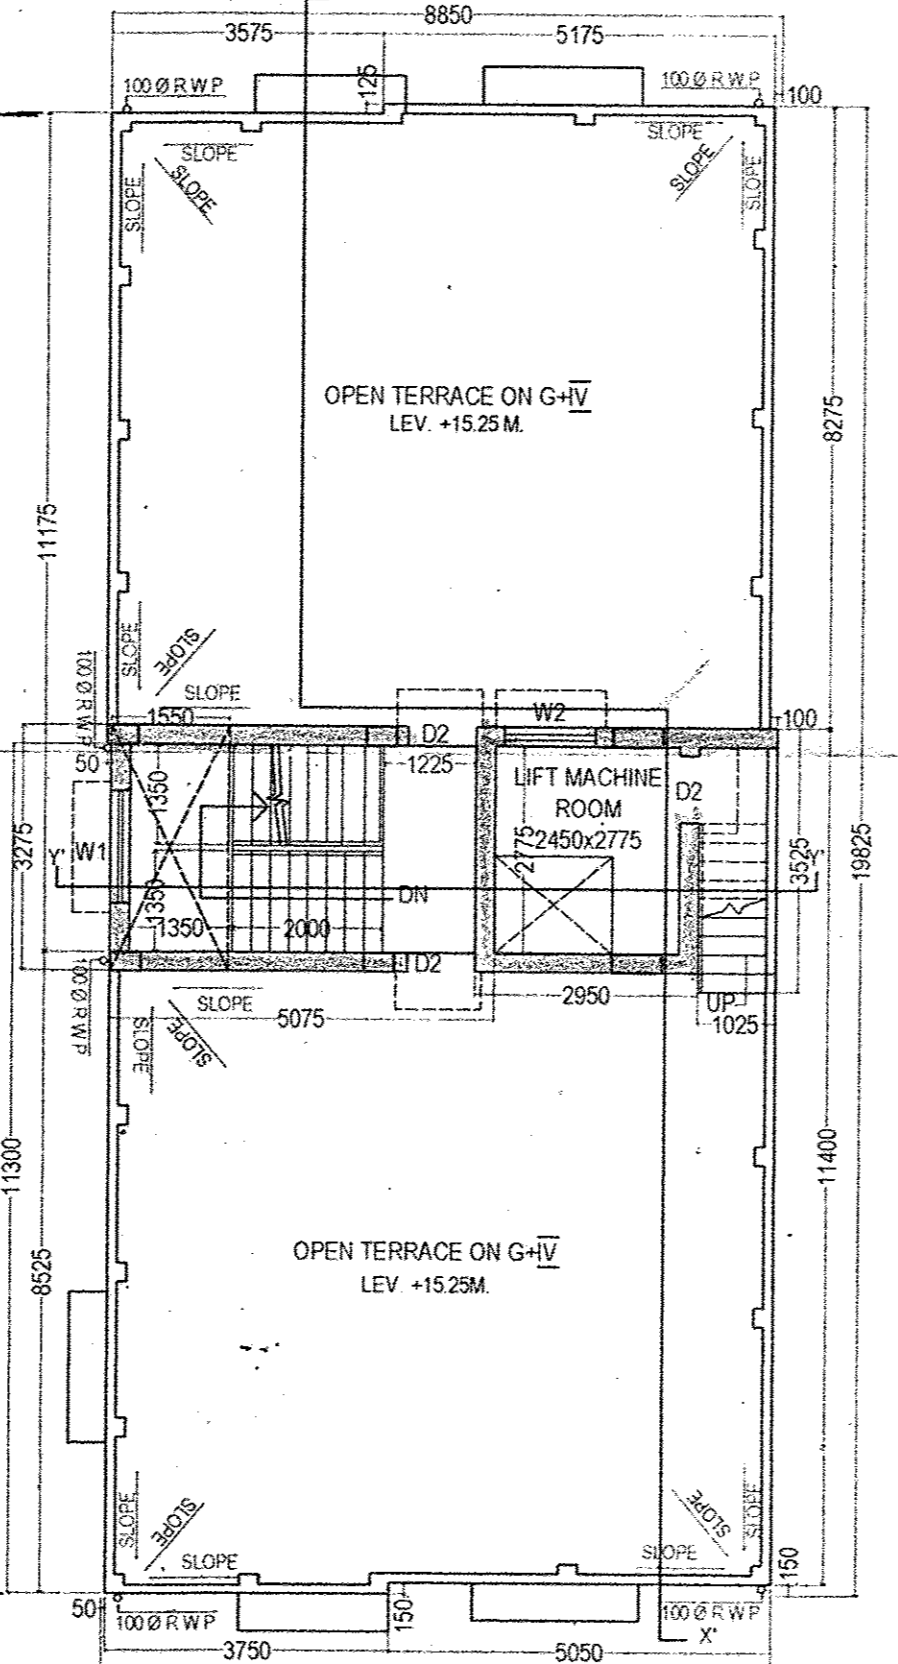 8850
3575
5175
100 Ø R W P
125
100 Ø R W P
100
SLOPE
SLOPE
SLOPE
SLOPE
SLOPE
SLOPE
OPEN TERRACE ON G+IV
LEV. +15.25 M.
8275
11175
SLOPE
SLOPE
SLOPE
100 Ø R W P
1550
W2
100
D2
50
1225
1350
LIFT MACHINE
ROOM
2450x2775
D2
2775
3275
W1
Y'
3525
Y'
19825
1350
DN
1350
2000
D2
100 Ø R W P
2950
UP
SLOPE
5075
1025
SLOPE
SLOPE
11300
11400
8525
OPEN TERRACE ON G+IV
LEV. +15.25M.
SLOPE
SLOPE
SLOPE
SLOPE
SLOPE
SLOPE
150
50
100 Ø R W P
150
100 Ø R W P
X'
3750
5050